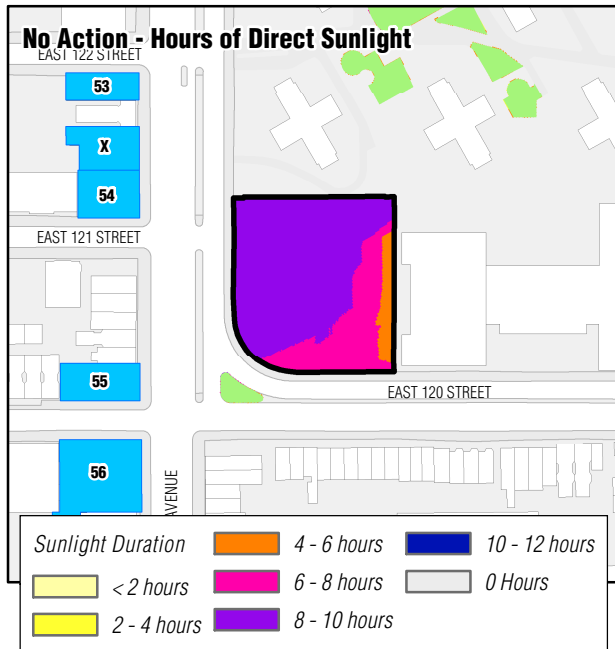 No Action - Hours of Direct Sunlight
EAST 122 STREET
53
X
54
EAST 121 STREET
55
EAST 120 STREET
56
AVENUE
Sunlight Duration
< 2 hours
2 - 4 hours
4 - 6 hours
6 - 8 hours
8 - 10 hours
10 - 12 hours
0 Hours